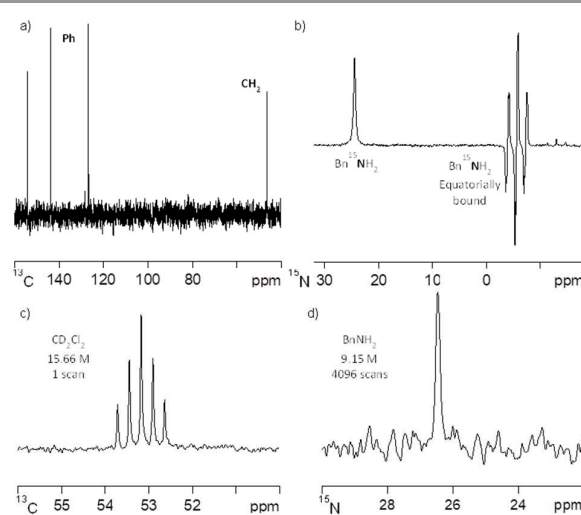 a)
Ph
CH2
13C 140 120 100 80 ppm
b)
Bn15NH2
Bn15NH2
Equatorially
bound
15N 30 20 10 0 ppm
c)
CD2Cl2
15.66 M
1 scan
13C 55 54 53 52 ppm
d)
BnNH2
9.15 M
4096 scans
15N 28 26 24 ppm